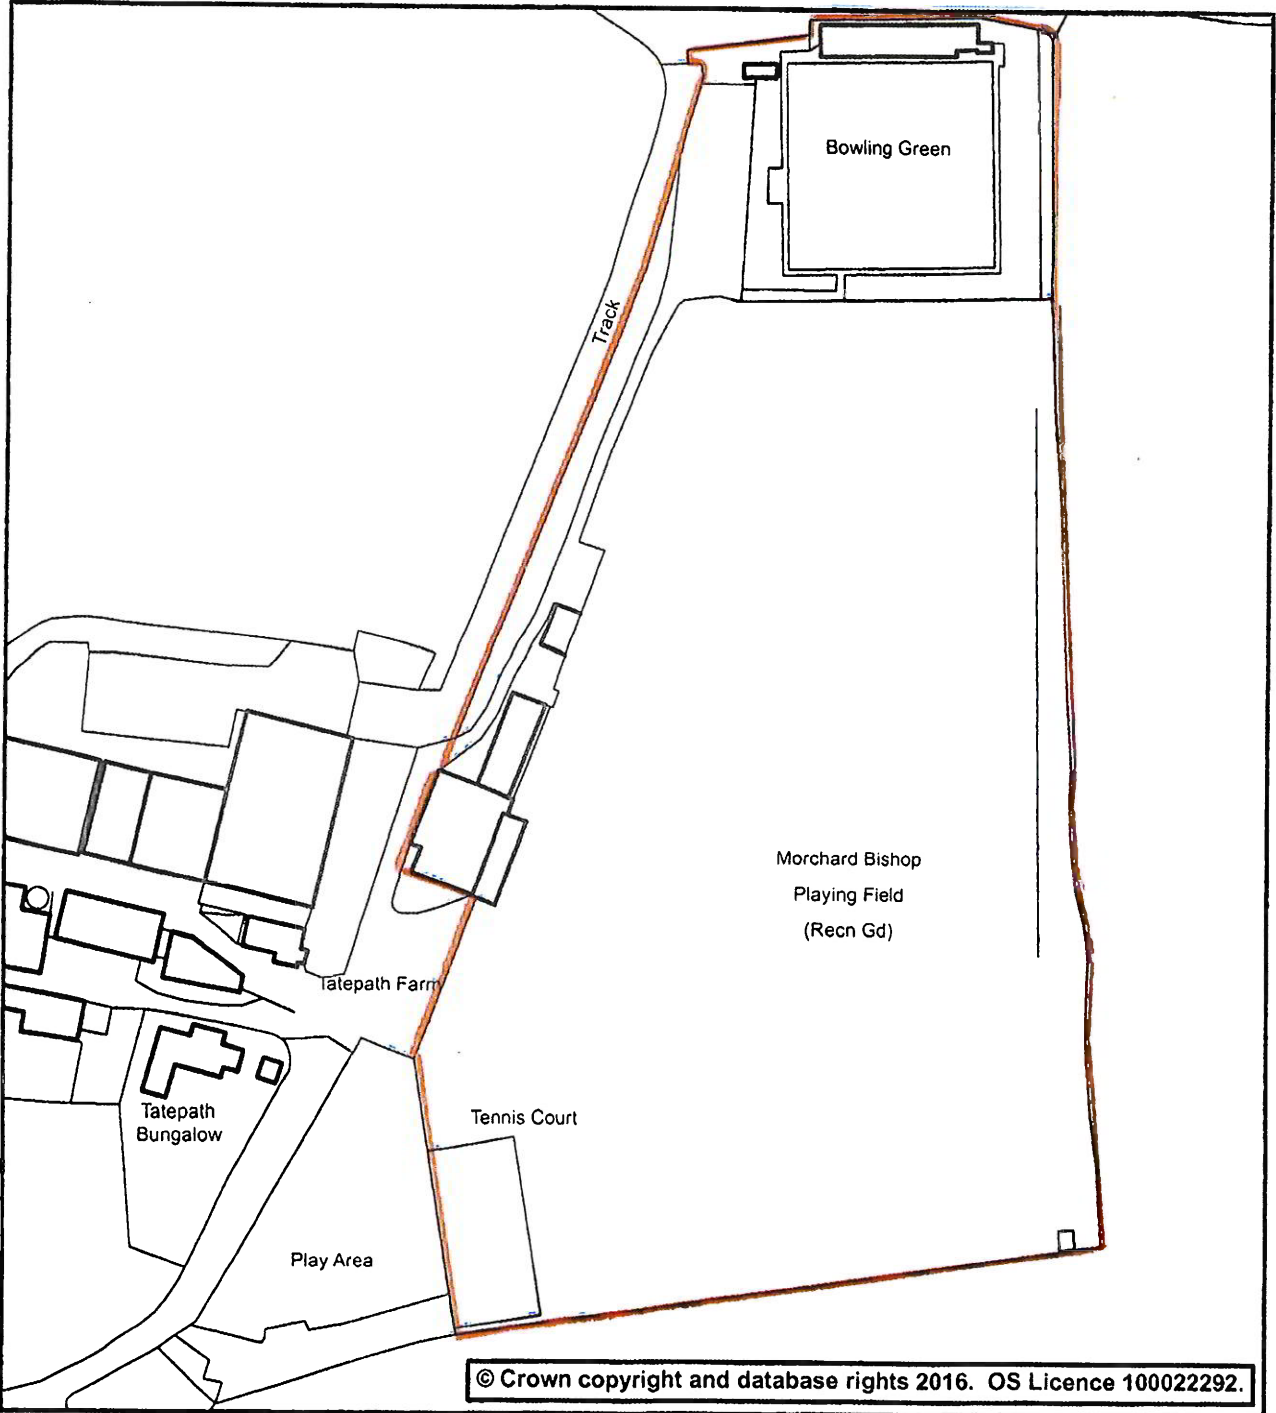 Bowling Green
Track
Morchard Bishop
Playing Field
(Recn Gd)
Tatepath Farm
Tatepath
Bungalow
Tennis Court
Play Area
© Crown copyright and database rights 2016. OS Licence 100022292.